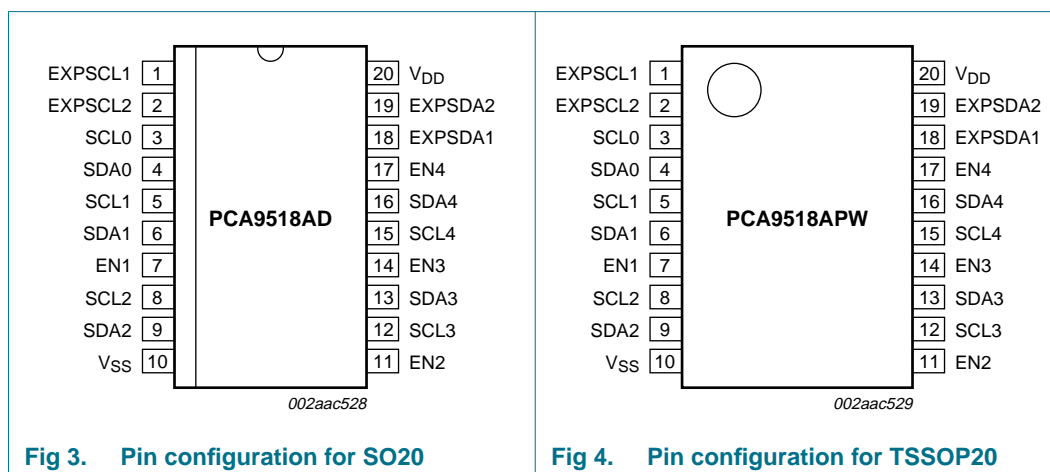 EXPSCL1 1 20 VDD
EXPSCL2 2 19 EXPSDA2
SCL0 3 18 EXPSDA1
SDA0 4 17 EN4
SCL1 5 16 SDA4
PCA9518AD
SDA1 6 15 SCL4
EN1 7 14 EN3
SCL2 8 13 SDA3
SDA2 9 12 SCL3
VSS 10 11 EN2
002aac528
Fig 3. Pin configuration for SO20
EXPSCL1 1 20 VDD
EXPSCL2 2 19 EXPSDA2
SCL0 3 18 EXPSDA1
SDA0 4 17 EN4
SCL1 5 16 SDA4
PCA9518APW
SDA1 6 15 SCL4
EN1 7 14 EN3
SCL2 8 13 SDA3
SDA2 9 12 SCL3
VSS 10 11 EN2
002aac529
Fig 4. Pin configuration for TSSOP20